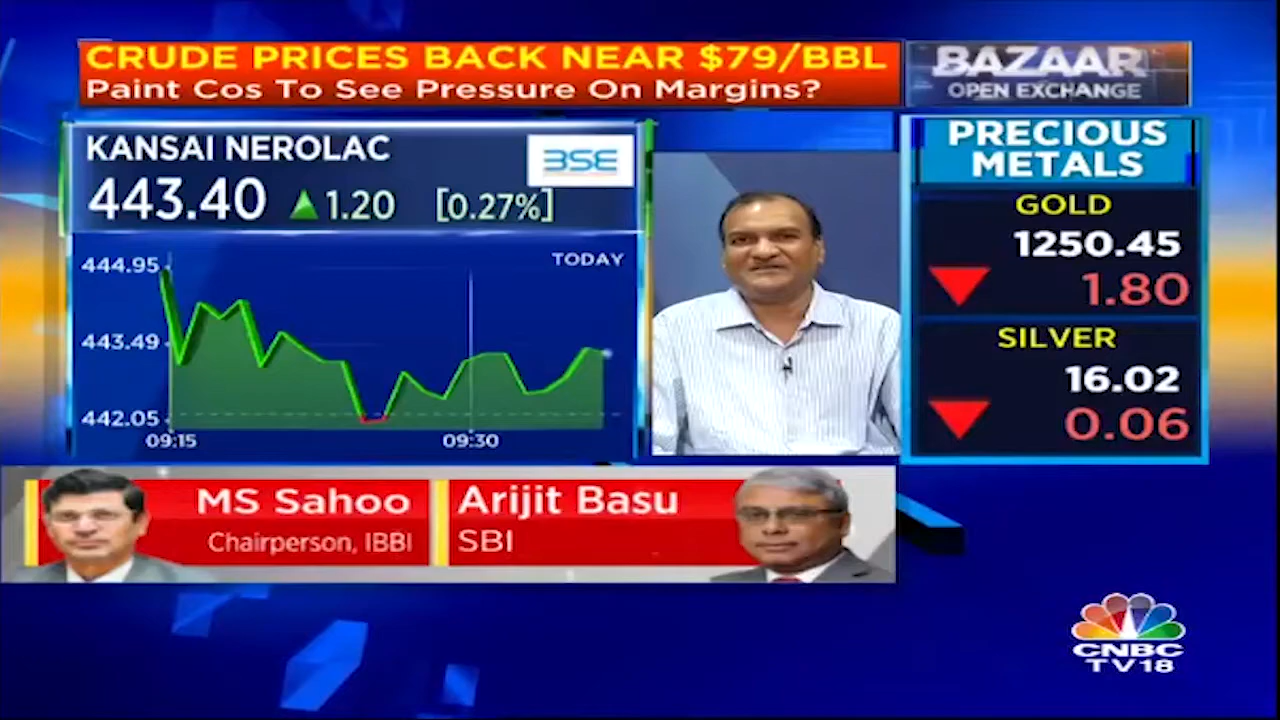 CRUDE PRICES BACK NEAR $79/BBL
Paint Cos To See Pressure On Margins?
BAZAAR
OPEN EXCHANGE
KANSAI NEROLAC
BSE
443.40 ▲ 1.20 [0.27%]
TODAY
444.95
443.49
442.05
09:15 09:30
PRECIOUS
METALS
GOLD
1250.45
1.80
SILVER
16.02
0.06
MS Sahoo
Chairperson, IBBI
Arijit Basu
SBI
CNBC
TV18